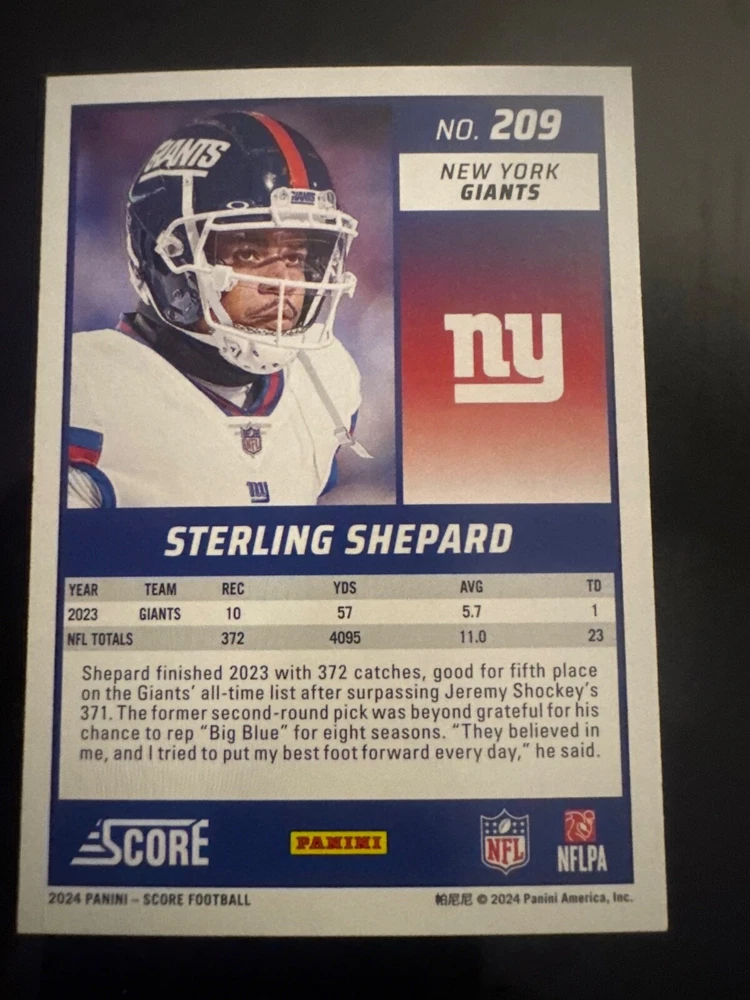 GIANTS
GIANTS
NFL
ny
NO. 209
NEW YORK
GIANTS
ny
STERLING SHEPARD
YEAR TEAM REC YDS AVG TD
2023 GIANTS 10 57 5.7 1
NFL TOTALS 372 4095 11.0 23
Shepard finished 2023 with 372 catches, good for fifth place
on the Giants' all-time list after surpassing Jeremy Shockey's
371. The former second-round pick was beyond grateful for his
chance to rep "Big Blue" for eight seasons. "They believed in
me, and I tried to put my best foot forward every day," he said.
SCORE
PANINI
NFL
NFLPA
2024 PANINI – SCORE FOOTBALL
帕尼尼 © 2024 Panini America, Inc.